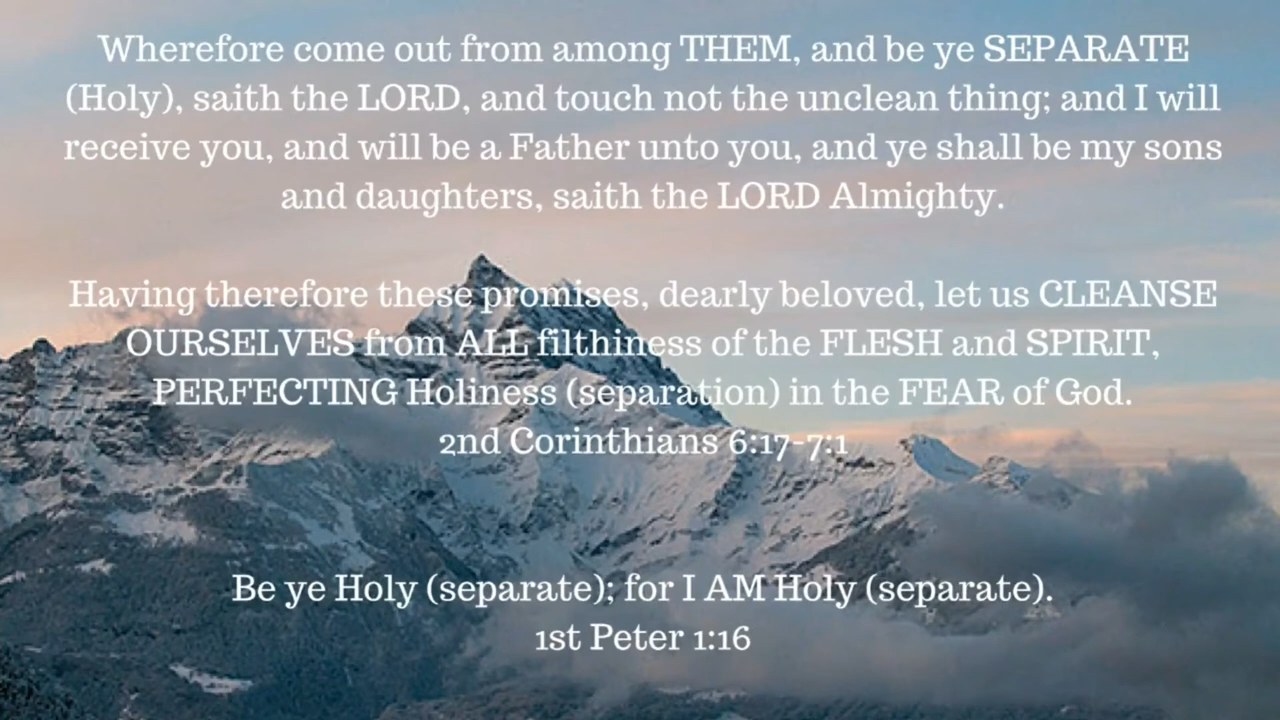 Wherefore come out from among THEM, and be ye SEPARATE
(Holy), saith the LORD, and touch not the unclean thing; and I will
receive you, and will be a Father unto you, and ye shall be my sons
and daughters, saith the LORD Almighty.
Having therefore these promises, dearly beloved, let us CLEANSE
OURSELVES from ALL filthiness of the FLESH and SPIRIT,
PERFECTING Holiness (separation) in the FEAR of God.
2nd Corinthians 6:17-7:1
Be ye Holy (separate); for I AM Holy (separate).
1st Peter 1:16